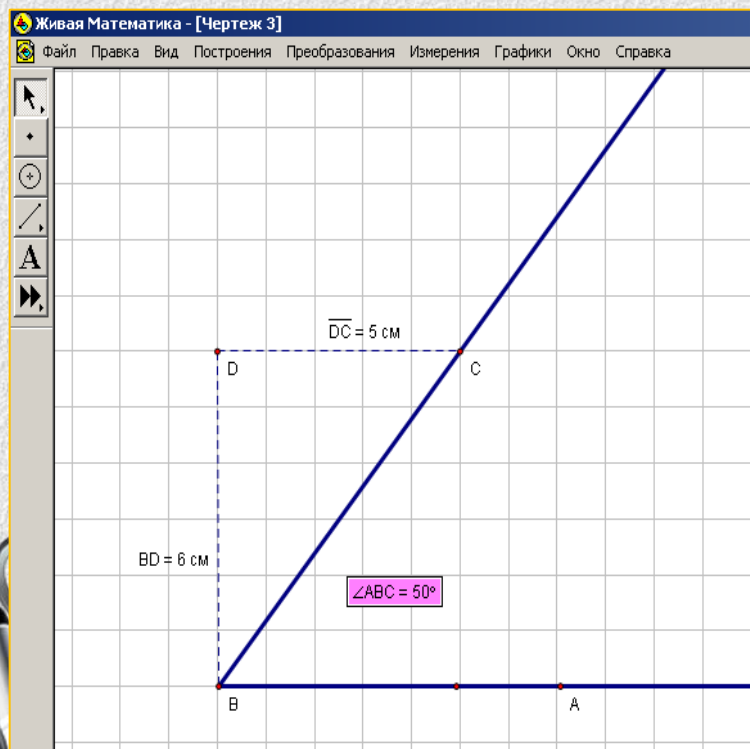 Живая Математика - [Чертеж 3]
Файл Правка Вид Построения Преобразования Измерения Графики Окно Справка
A
DC = 5 см
D
C
BD = 6 см
∠ABC = 50°
B
A